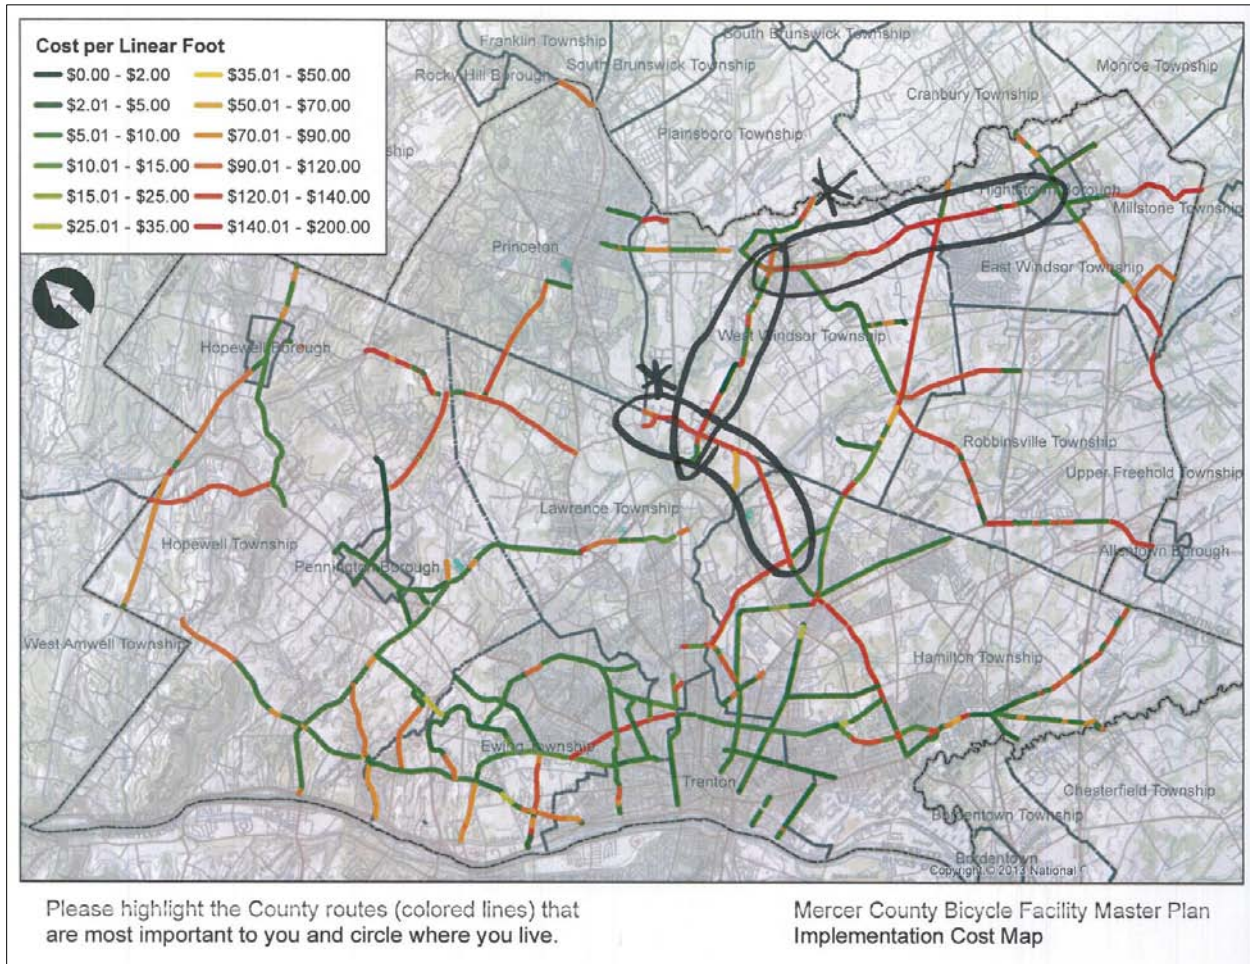 Cost per Linear Foot
$0.00 - $2.00
$2.01 - $5.00
$5.01 - $10.00
$10.01 - $15.00
$15.01 - $25.00
$25.01 - $35.00
$35.01 - $50.00
$50.01 - $70.00
$70.01 - $90.00
$90.01 - $120.00
$120.01 - $140.00
$140.01 - $200.00
Franklin Township
South Brunswick Township
South Brunswick Township
Rocky Hill Borough
Monroe Township
Cranbury Township
Plainsboro Township
ship
Hightstown Borough
Millstone Township
Princeton
East Windsor Township
West Windsor Township
Hopewell Borough
Robbinsville Township
Upper Freehold Township
Lawrence Township
Hopewell Township
Allentown Borough
Pennington Borough
West Amwell Township
Hamilton Township
Ewing Township
Trenton
Chesterfield Township
Bordentown Township
Bordentown
Copyright © 2013 National
Please highlight the County routes (colored lines) that
are most important to you and circle where you live.
Mercer County Bicycle Facility Master Plan
Implementation Cost Map